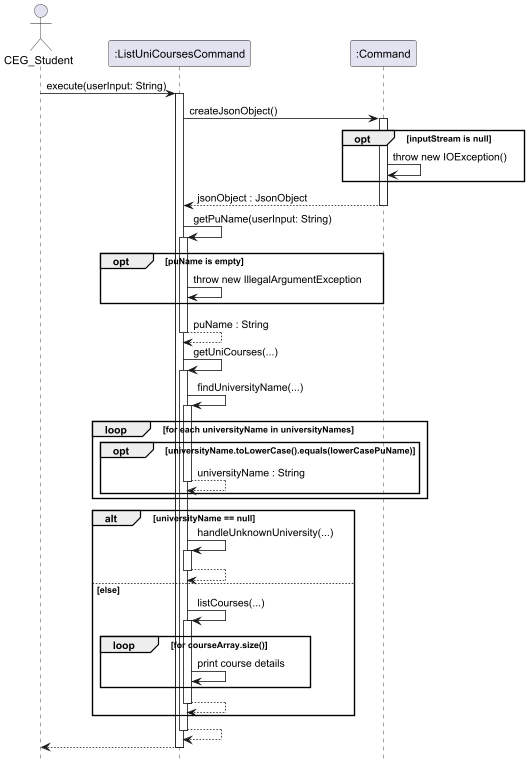 CEG_Student
:ListUniCoursesCommand
:Command
execute(userInput: String)
createJsonObject()
opt
[inputStream is null]
throw new IOException()
jsonObject : JsonObject
getPuName(userInput: String)
opt
[puName is empty]
throw new IllegalArgumentException
puName : String
getUniCourses(...)
findUniversityName(...)
loop
[for each universityName in universityNames]
opt
[universityName.toLowerCase().equals(lowerCasePuName)]
universityName : String
alt
[universityName == null]
handleUnknownUniversity(...)
[else]
listCourses(...)
loop
[for courseArray.size()]
print course details